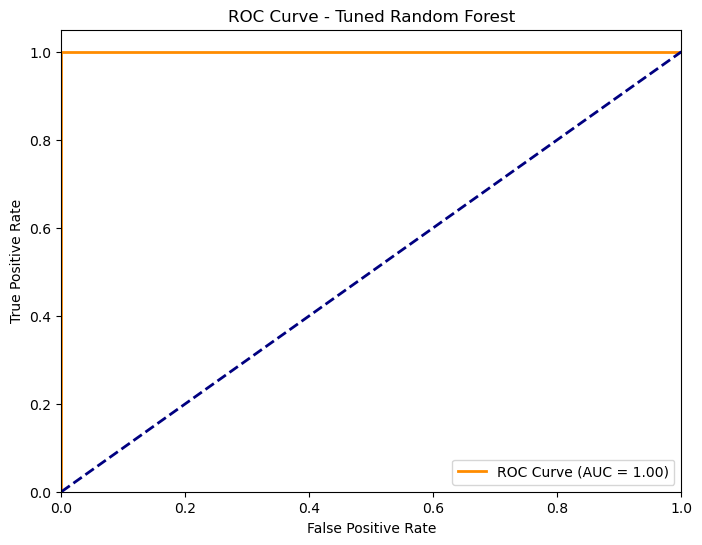 ROC Curve - Tuned Random Forest
True Positive Rate
1.0
0.8
0.6
0.4
0.2
0.0
ROC Curve (AUC = 1.00)
0.0 0.2 0.4 0.6 0.8 1.0
False Positive Rate